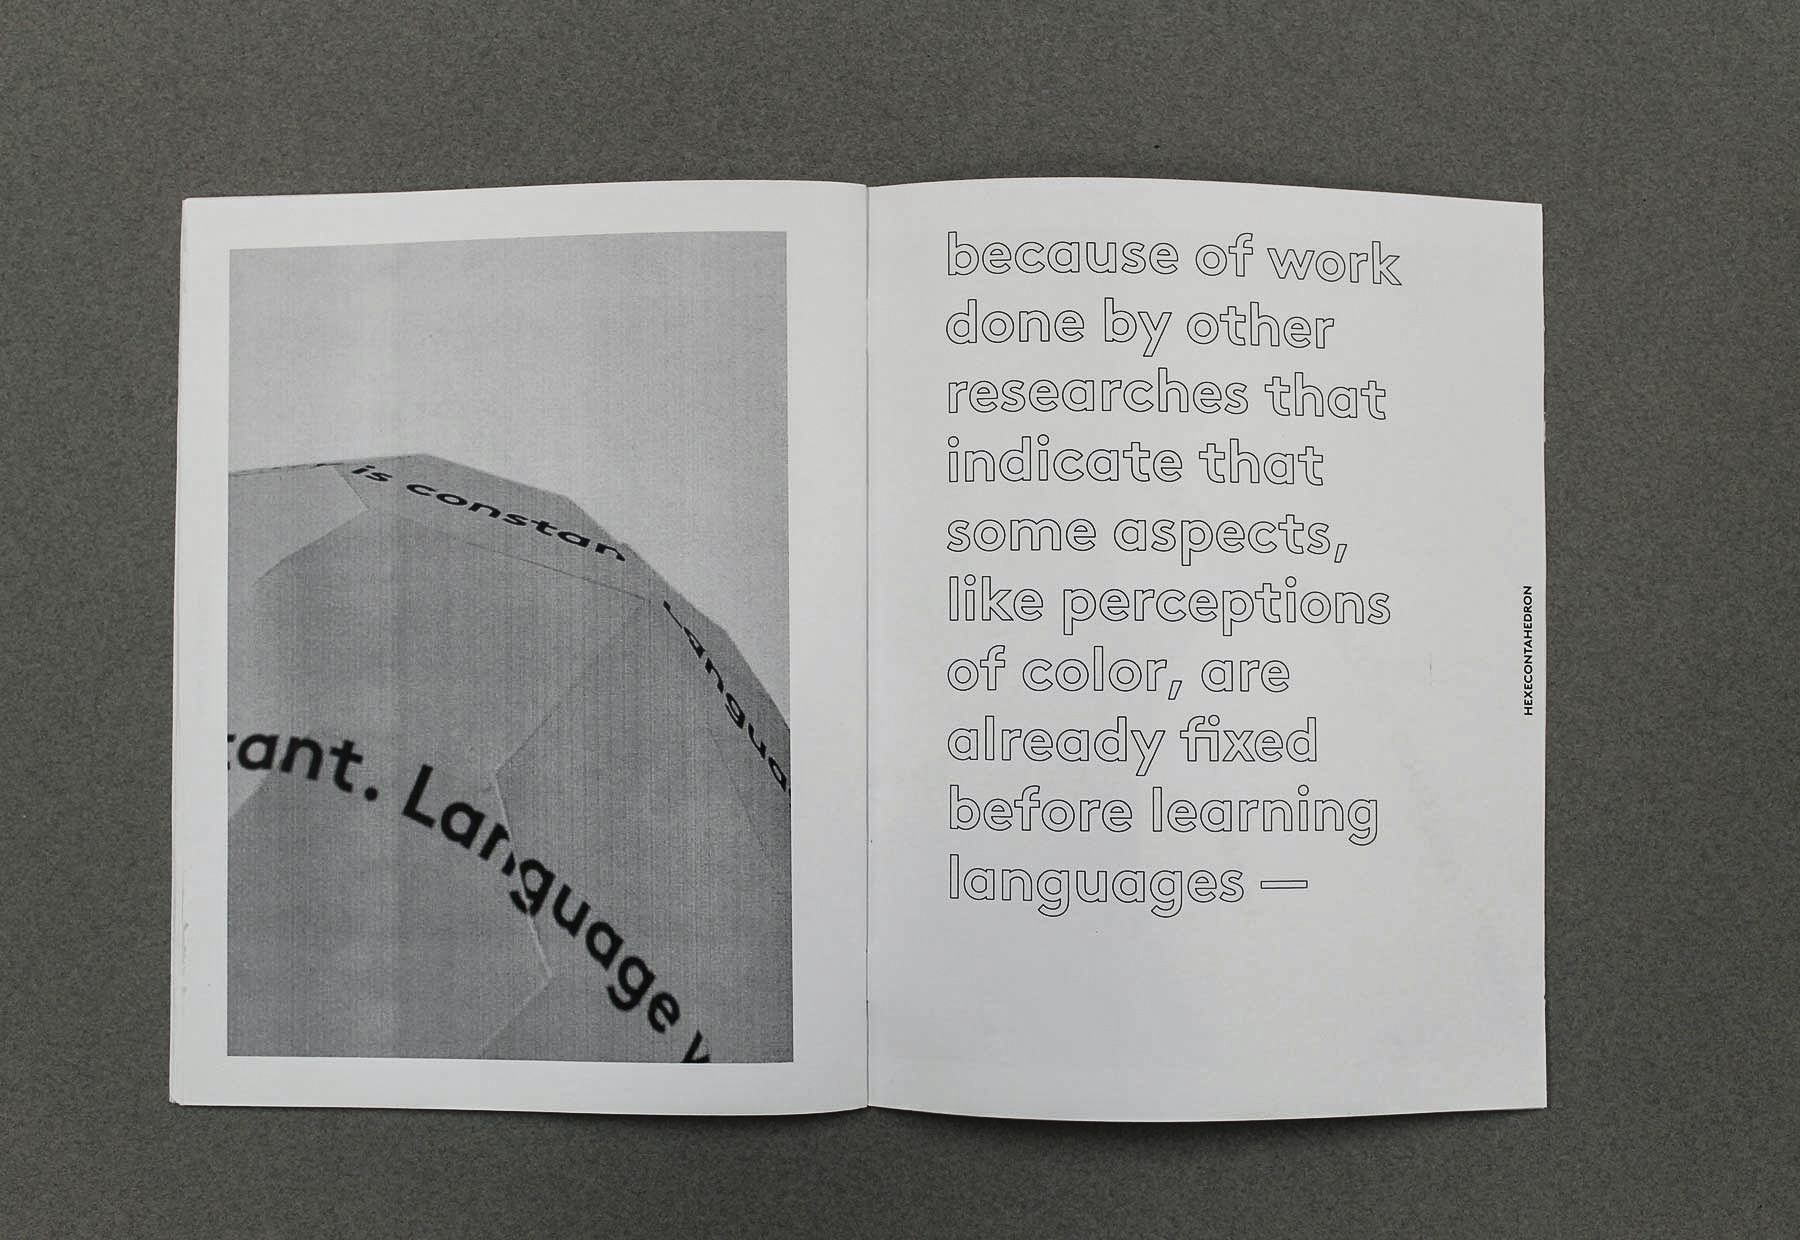 is constan
Langua
tant. Language
because of work
done by other
researches that
indicate that
some aspects,
like perceptions
of color, are
already fixed
before learning
languages —
HEXECONTAHEDRON